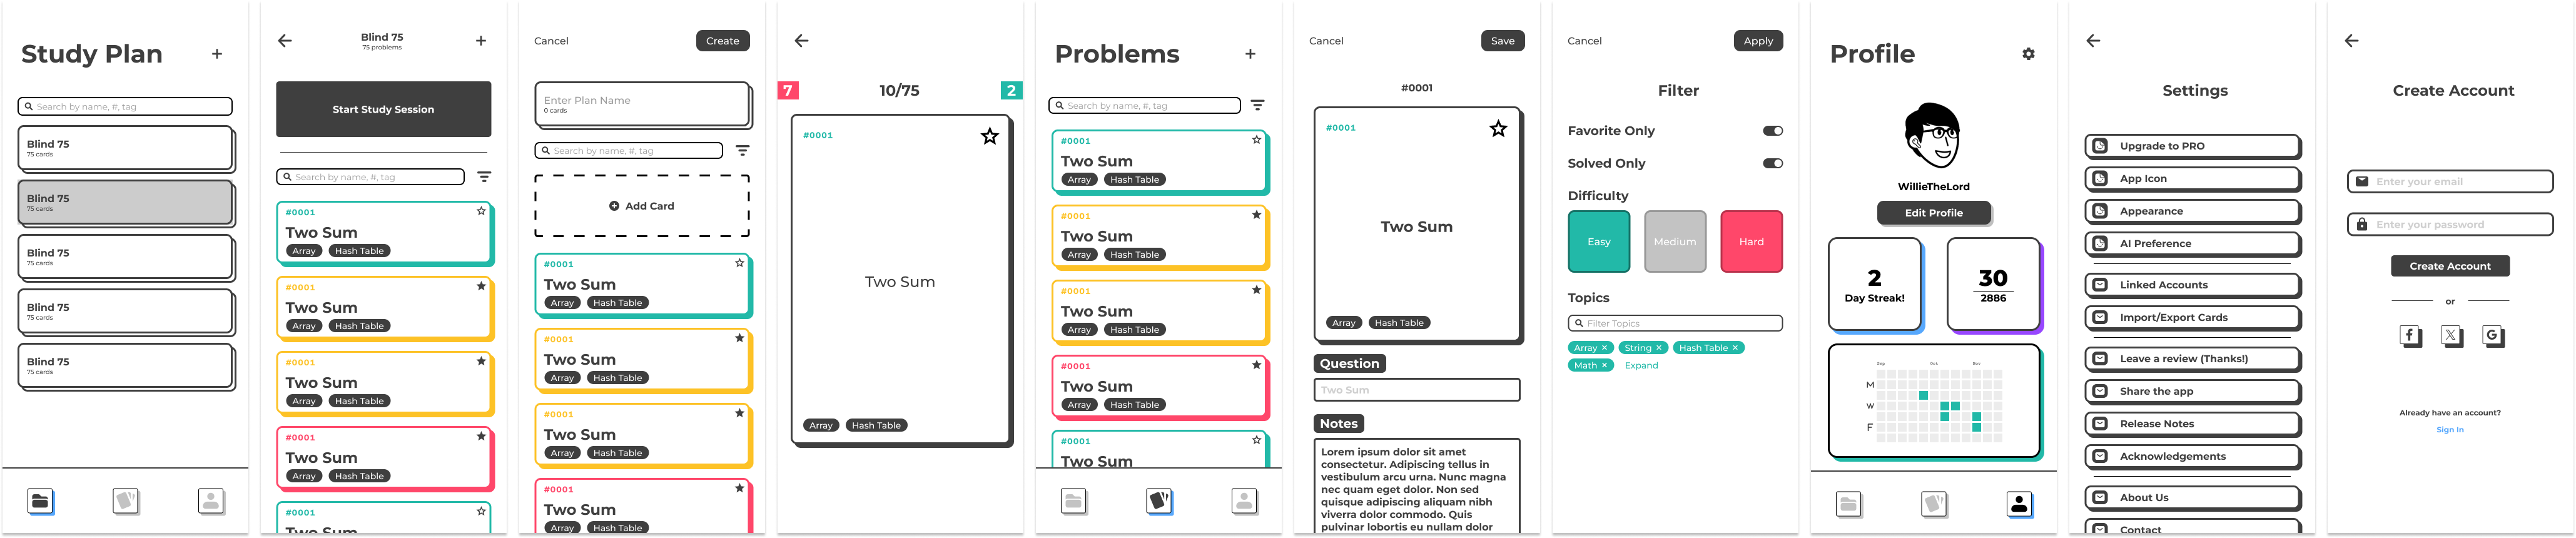 Study Plan
+
Search by name, #, tag
Blind 75
75 cards
Blind 75
75 cards
Blind 75
75 cards
Blind 75
75 cards
Blind 75
75 cards
Blind 75
75 problems
+
Start Study Session
Search by name, #, tag
#0001
Two Sum
Array Hash Table
#0001
Two Sum
Array Hash Table
#0001
Two Sum
Array Hash Table
#0001
Two Sum
Array Hash Table
#0001
Two Sum
Cancel Create
Enter Plan Name
0 cards
Search by name, #, tag
Add Card
#0001
Two Sum
Array Hash Table
#0001
Two Sum
Array Hash Table
#0001
Two Sum
Array Hash Table
#0001
Two Sum
Array Hash Table
7 10/75 2
#0001
Two Sum
Array Hash Table
Problems
+
Search by name, #, tag
#0001
Two Sum
Array Hash Table
#0001
Two Sum
Array Hash Table
#0001
Two Sum
Array Hash Table
#0001
Two Sum
Array Hash Table
#0001
Two Sum
Cancel Save
#0001
#0001
Two Sum
Array Hash Table
Question
Two Sum
Notes
Lorem ipsum dolor sit amet
consectetur. Adipiscing tellus in
vestibulum arcu urna. Nunc magna
nec quam eget dolor. Non sed
quisque adipiscing aliquam nibh
viverra dolor commodo. Quis
pulvinar lobortis eu nullam dolor
Cancel Apply
Filter
Favorite Only
Solved Only
Difficulty
Easy Medium Hard
Topics
Filter Topics
Array × String × Hash Table ×
Math × Expand
Profile
WillieTheLord
Edit Profile
2
Day Streak!
30
2886
Sep Oct Nov
M
W
F
Settings
Upgrade to PRO
App Icon
Appearance
AI Preference
Linked Accounts
Import/Export Cards
Leave a review (Thanks!)
Share the app
Release Notes
Acknowledgements
About Us
Contact
Create Account
Enter your email
Enter your password
Create Account
or
f X G
Already have an account?
Sign In